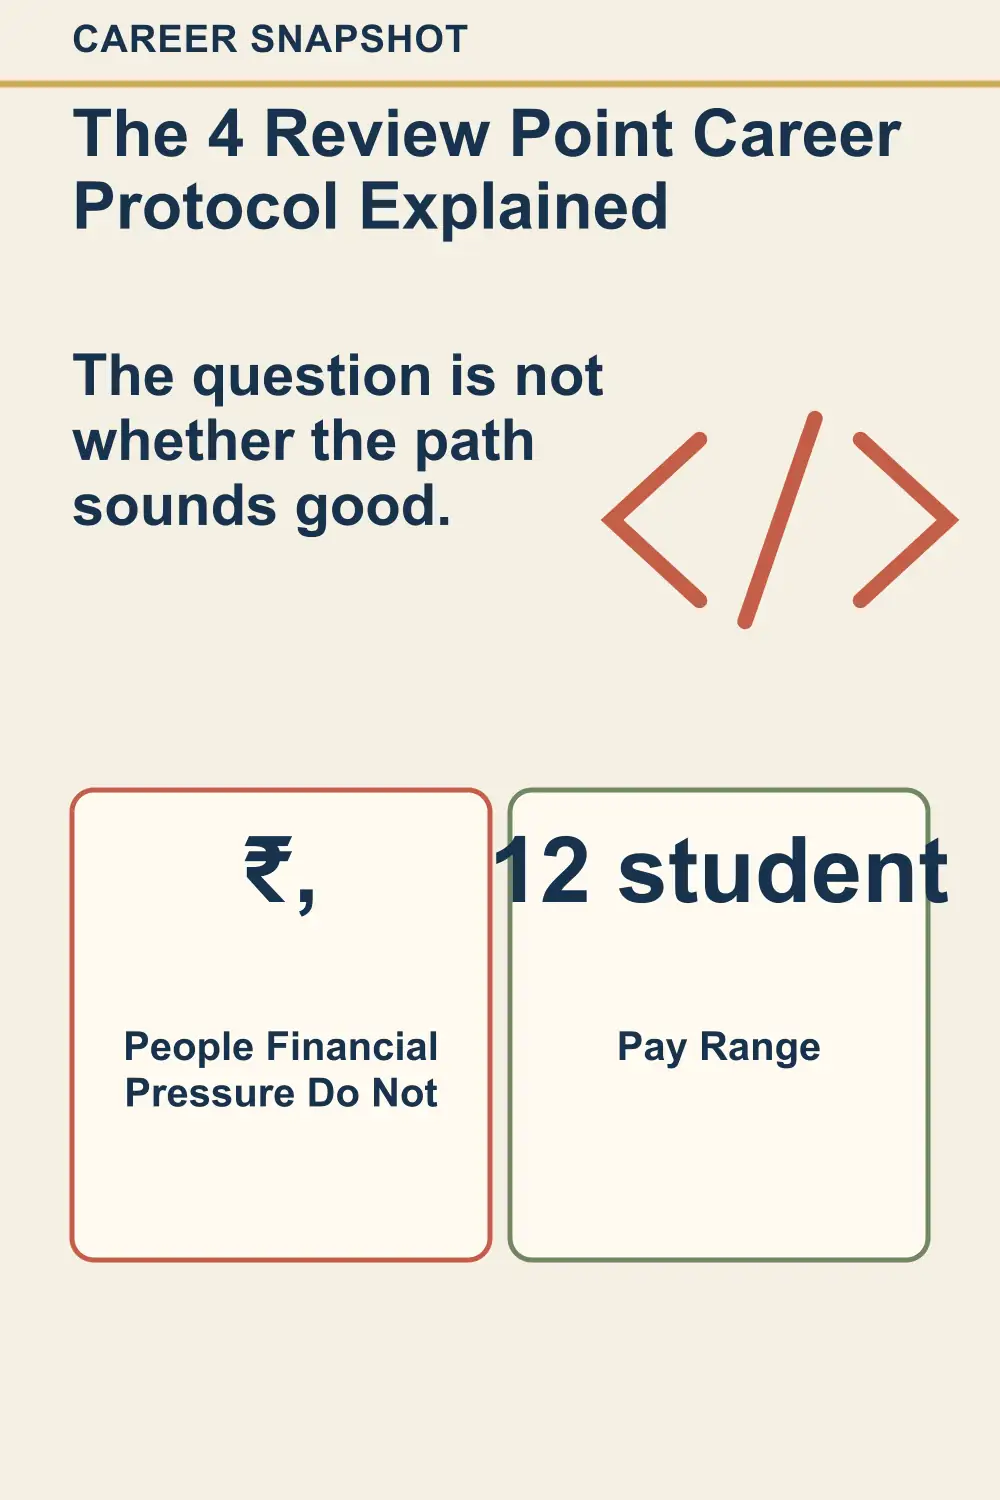 CAREER SNAPSHOT
The 4 Review Point Career
Protocol Explained
The question is not
whether the path
sounds good.
</>
₹,
12 student
People Financial
Pressure Do Not
Pay Range